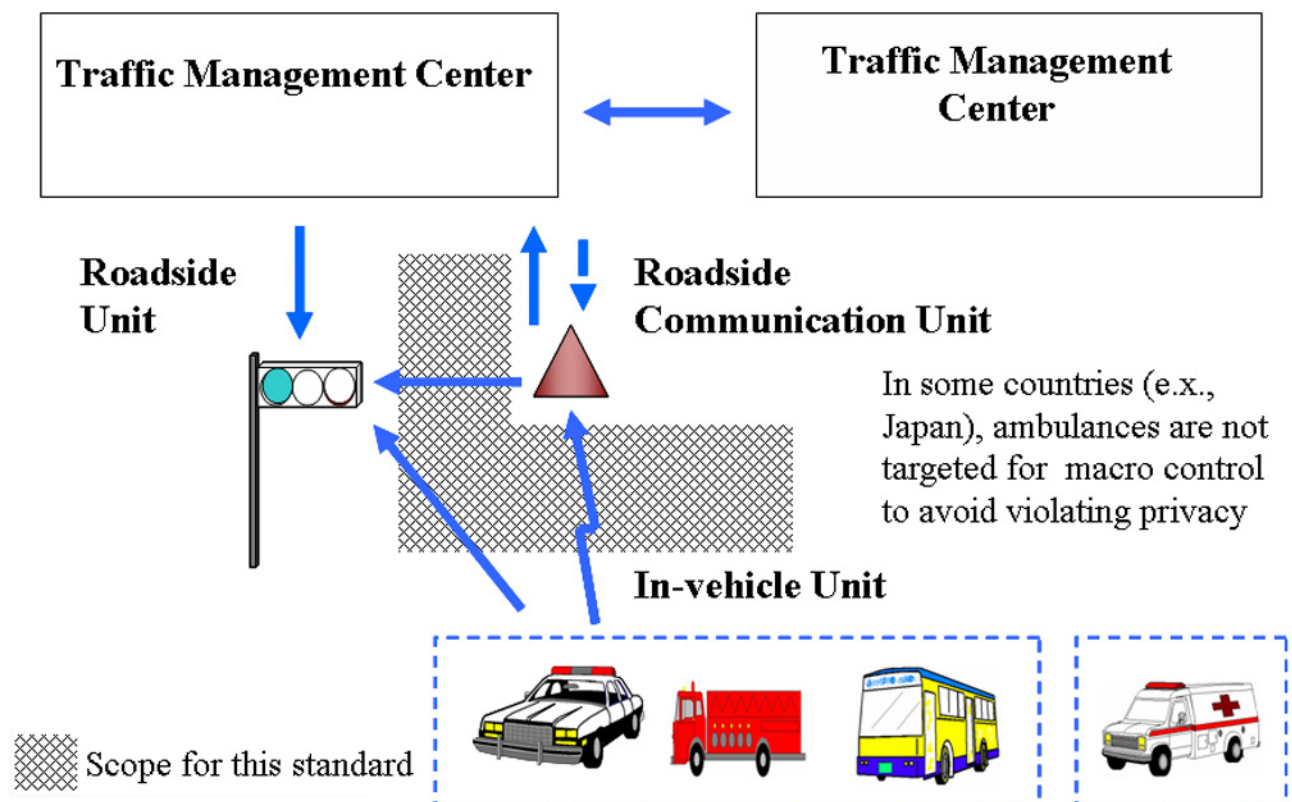 Traffic Management Center
Traffic Management
Center
Roadside
Unit
Roadside
Communication Unit
In some countries (e.x.,
Japan), ambulances are not
targeted for macro control
to avoid violating privacy
In-vehicle Unit
Scope for this standard